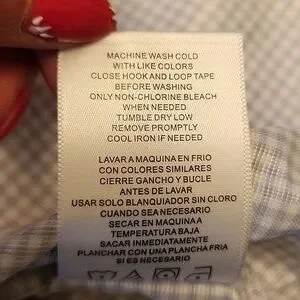 MACHINE WASH COLD
WITH LIKE COLORS
CLOSE HOOK AND LOOP TAPE
BEFORE WASHING
ONLY NON-CHLORINE BLEACH
WHEN NEEDED
TUMBLE DRY LOW
REMOVE PROMPTLY
COOL IRON IF NEEDED
LAVAR A MAQUINA EN FRIO
CON COLORES SIMILARES
CIERRE GANCHO Y BUCLE
ANTES DE LAVAR
USAR SOLO BLANQUIADOR SIN CLORO
CUANDO SEA NECESARIO
SECAR EN MAQUINA A
TEMPERATURA BAJA
SACAR INMEDIATAMENTE
PLANCHAR CON UNA PLANCHA FRIA
SI ES NECESARIO